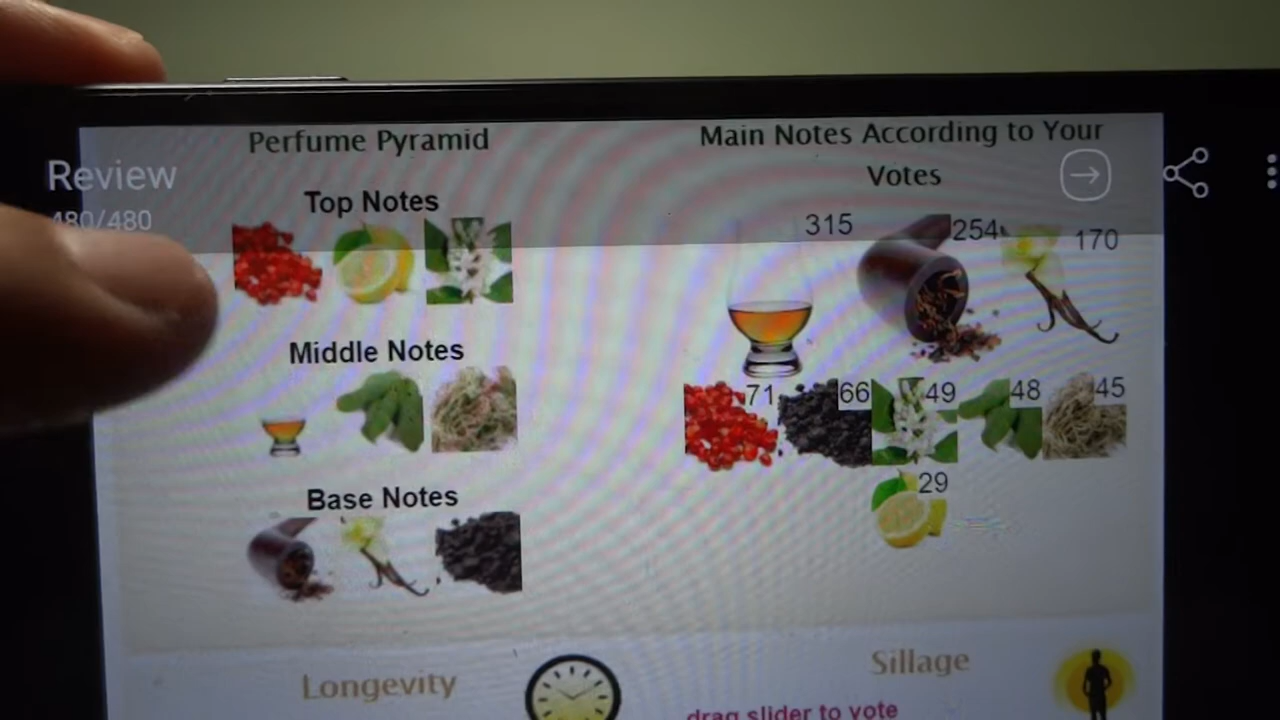 Perfume Pyramid
Main Notes According to Your
Votes
Review
480/480
Top Notes
315
254
170
Middle Notes
71
66
49
48
45
Base Notes
29
Longevity
Sillage
drag slider to vote